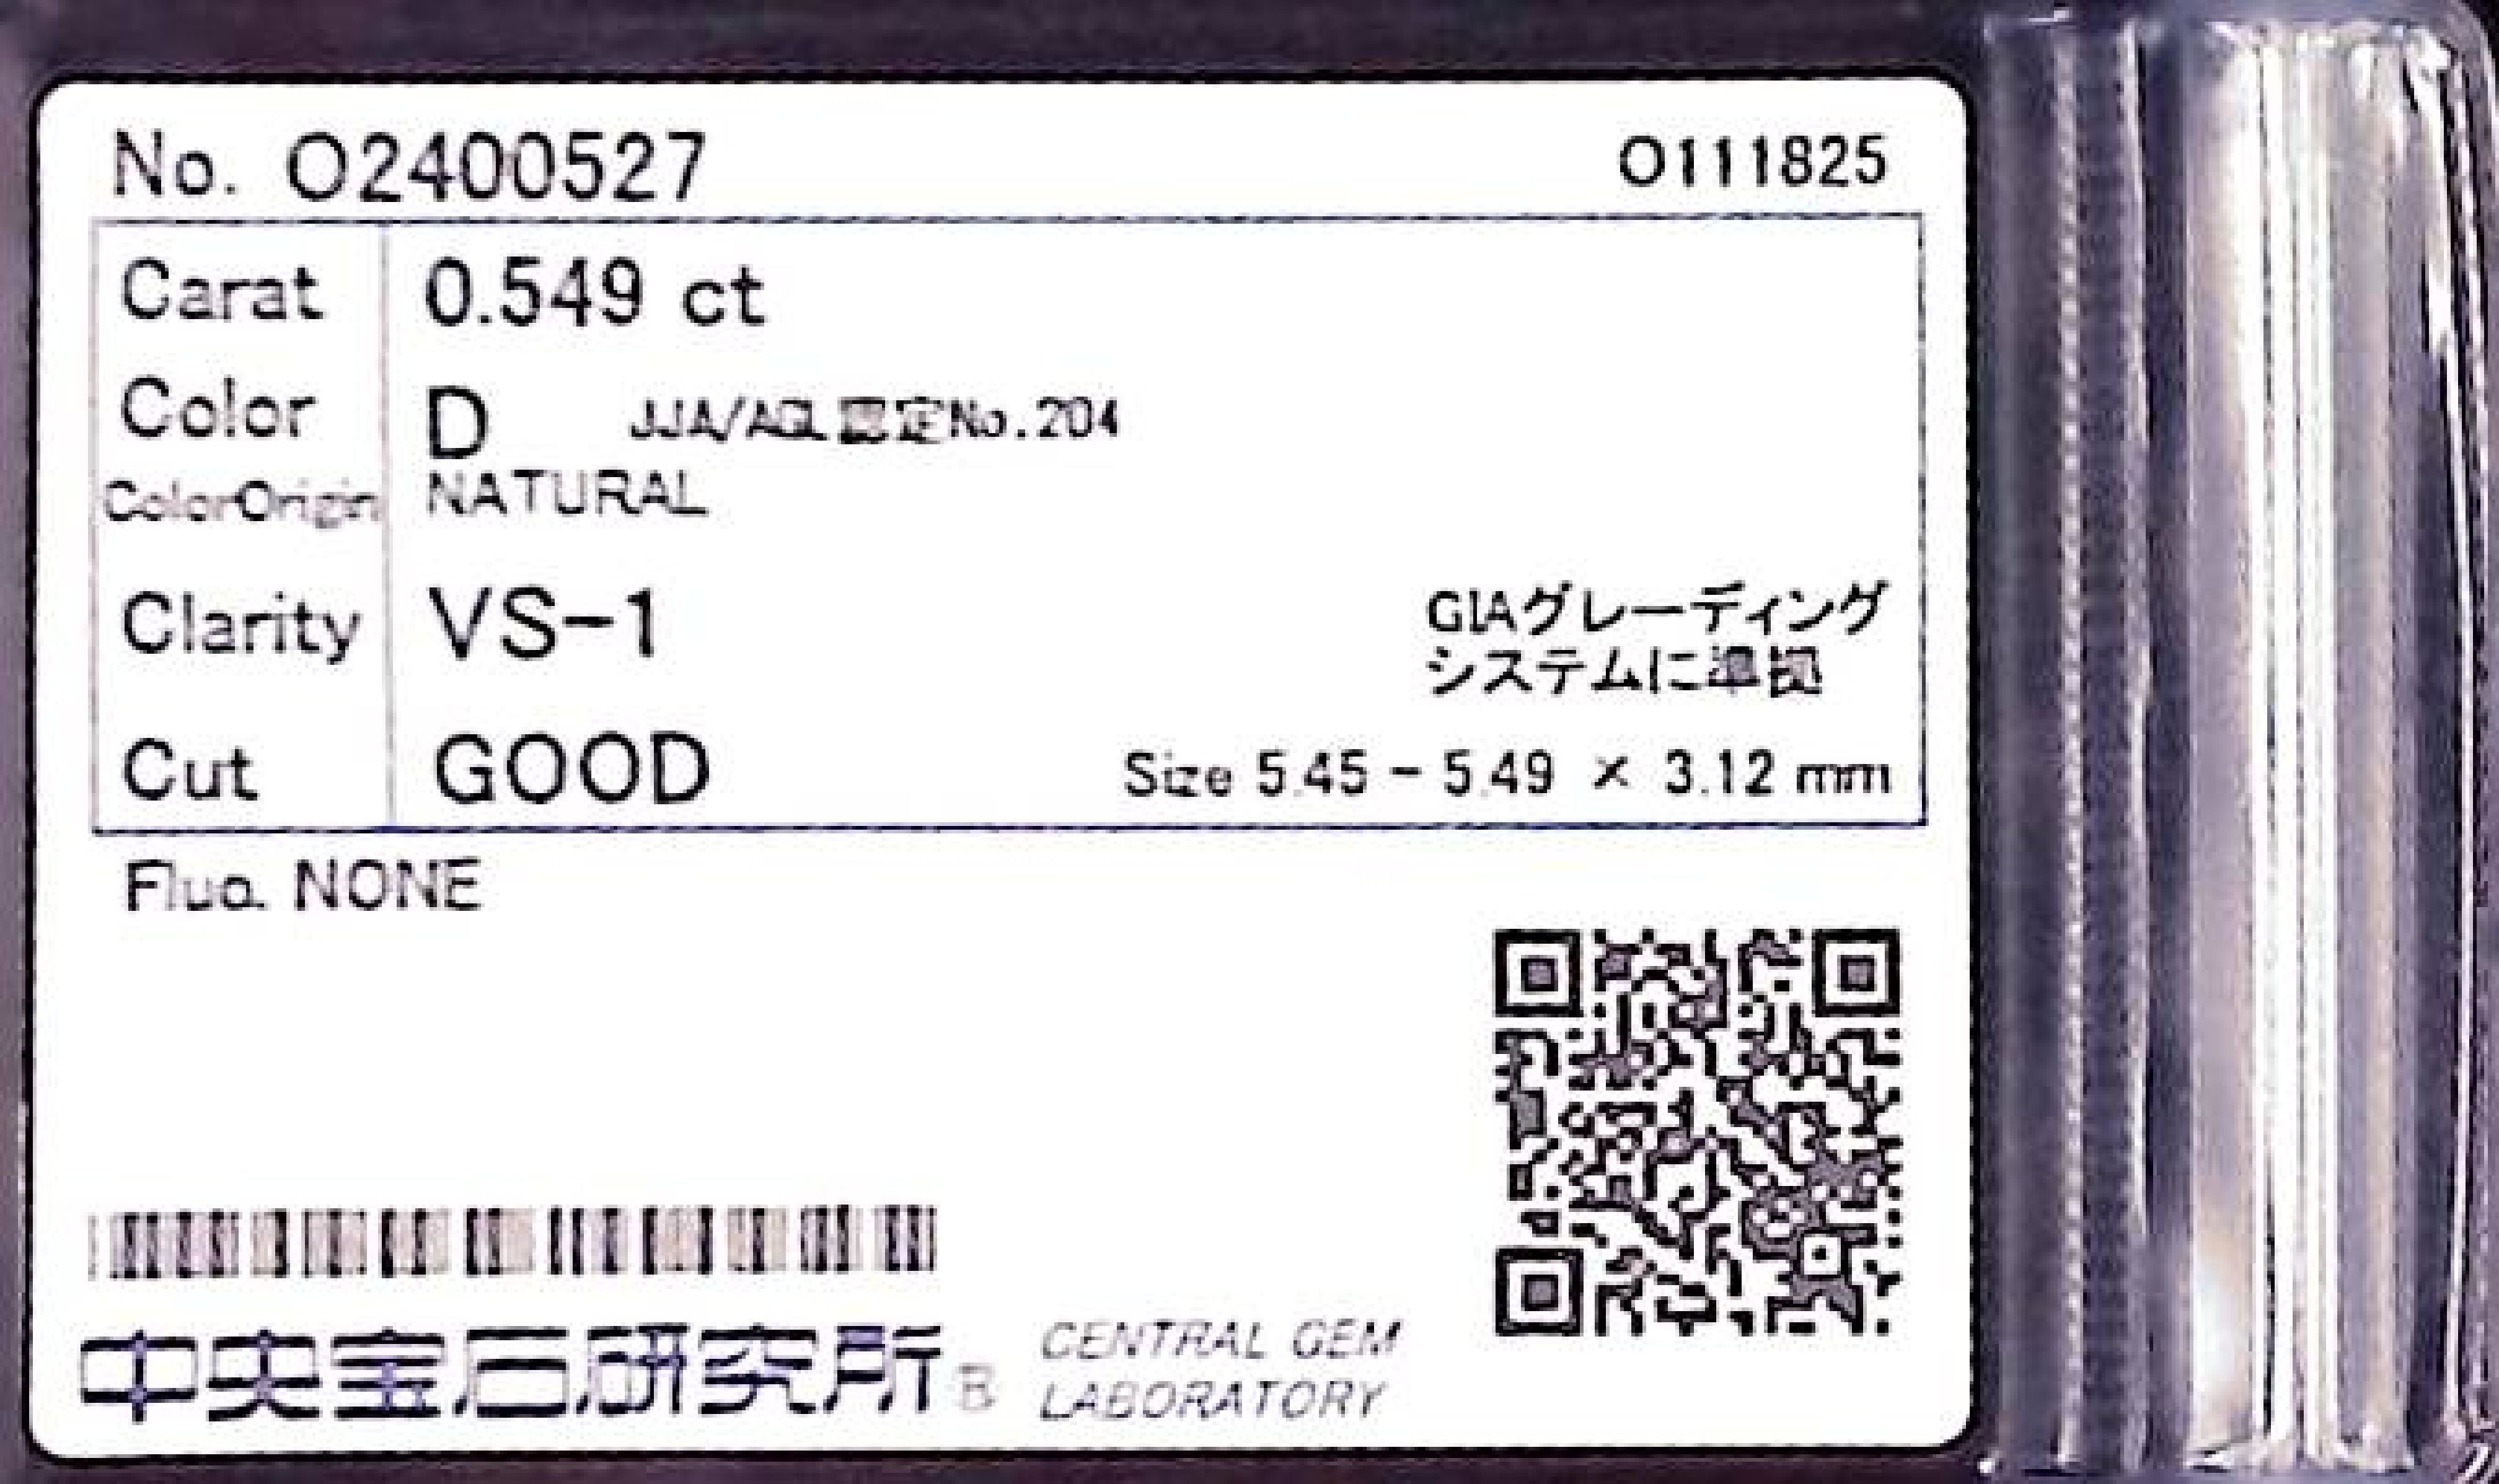 No. O2400527 O111825
Carat 0.549 ct
Color D JJA/AGL認定No.204
ColorOrigin NATURAL
Clarity VS-1 GIAグレーディング
システムに準拠
Cut GOOD Size 5.45 - 5.49 × 3.12 mm
Fluo. NONE
中央宝石研究所 B CENTRAL GEM
LABORATORY